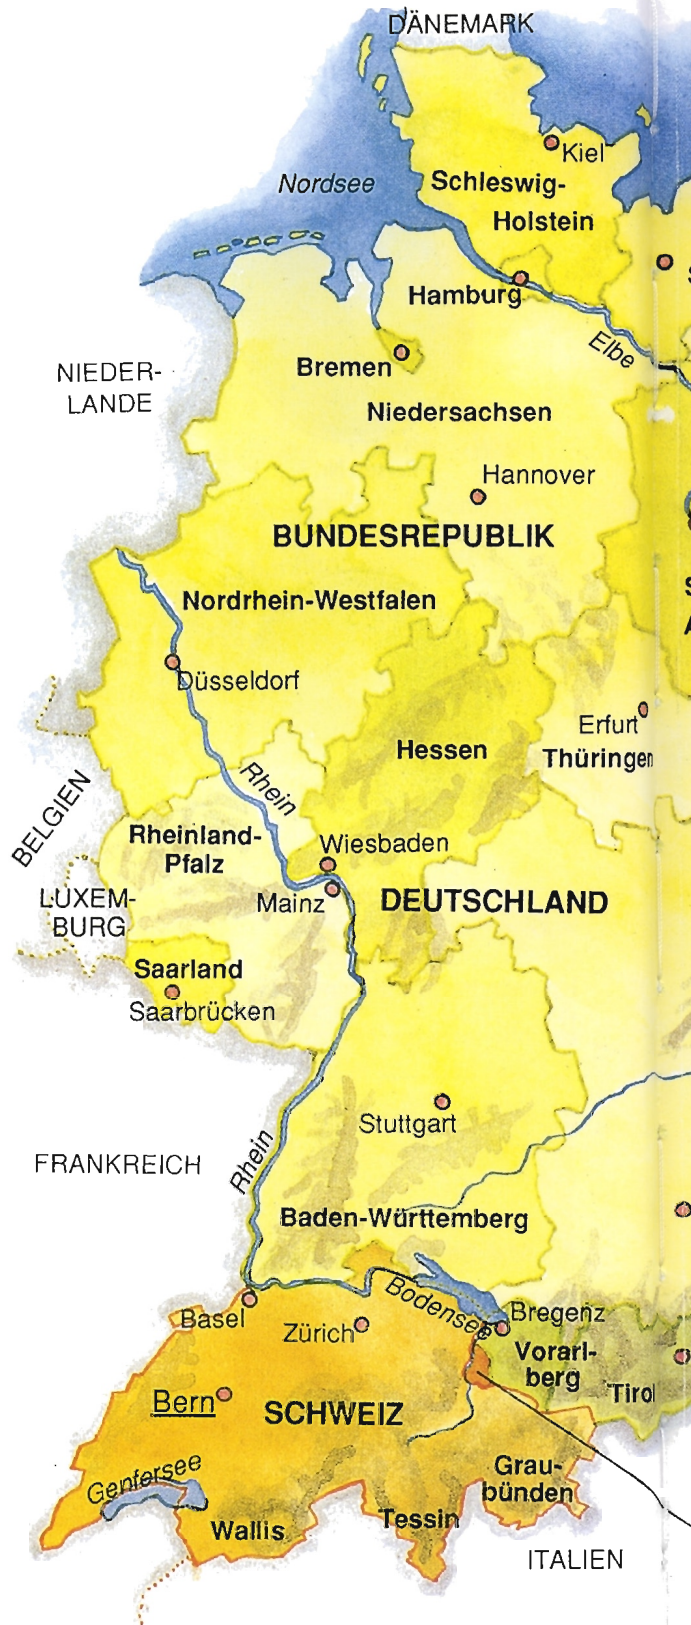 DÄNEMARK
Kiel
Nordsee
Schleswig-
Holstein
Hamburg
Elbe
Bremen
NIEDER-
LANDE
Niedersachsen
Hannover
BUNDESREPUBLIK
Nordrhein-Westfalen
Düsseldorf
Erfurt
Thüringen
Hessen
Rhein
BELGIEN
Rheinland-
Pfalz
Wiesbaden
Mainz
DEUTSCHLAND
LUXEM-
BURG
Saarland
Saarbrücken
Stuttgart
FRANKREICH
Rhein
Baden-Württemberg
Bodensee
Basel
Zürich
Bregenz
Vorarl-
berg
Tirol
Bern
SCHWEIZ
Genfersee
Grau-
bünden
Wallis
Tessin
ITALIEN